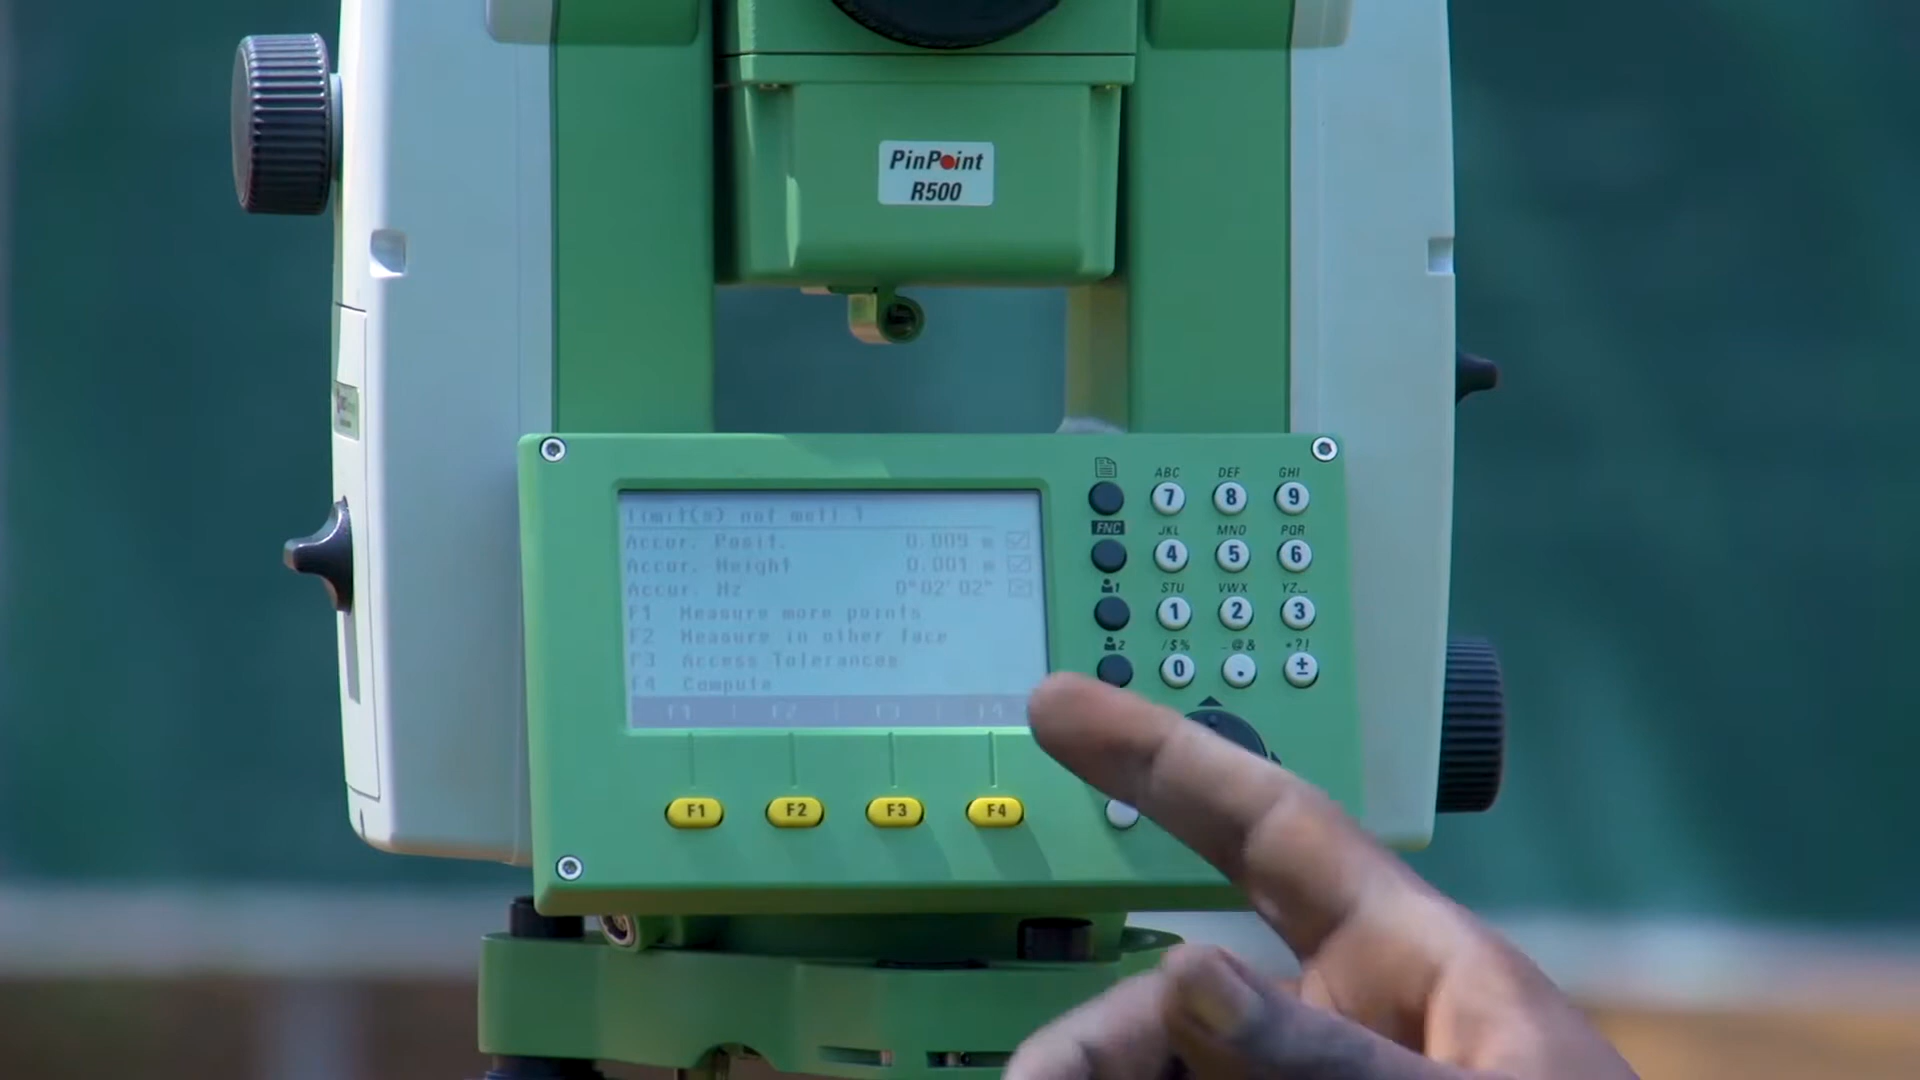 PinPoint
R500
limit(s) not met! !
Accur. Posit. 0.009 m
Accur. Height 0.001 m
Accur. Hz 0°02'02"
F1 Measure more points
F2 Measure in other face
F3 Access Tolerances
F4 Compute
F1 F2 F3 F4
F1 F2 F3 F4
ABC DEF GHI
7 8 9
FNC JKL MNO PQR
4 5 6
1 STU VWX YZ_
1 2 3
2 /$% _@& *?!
0 . ±